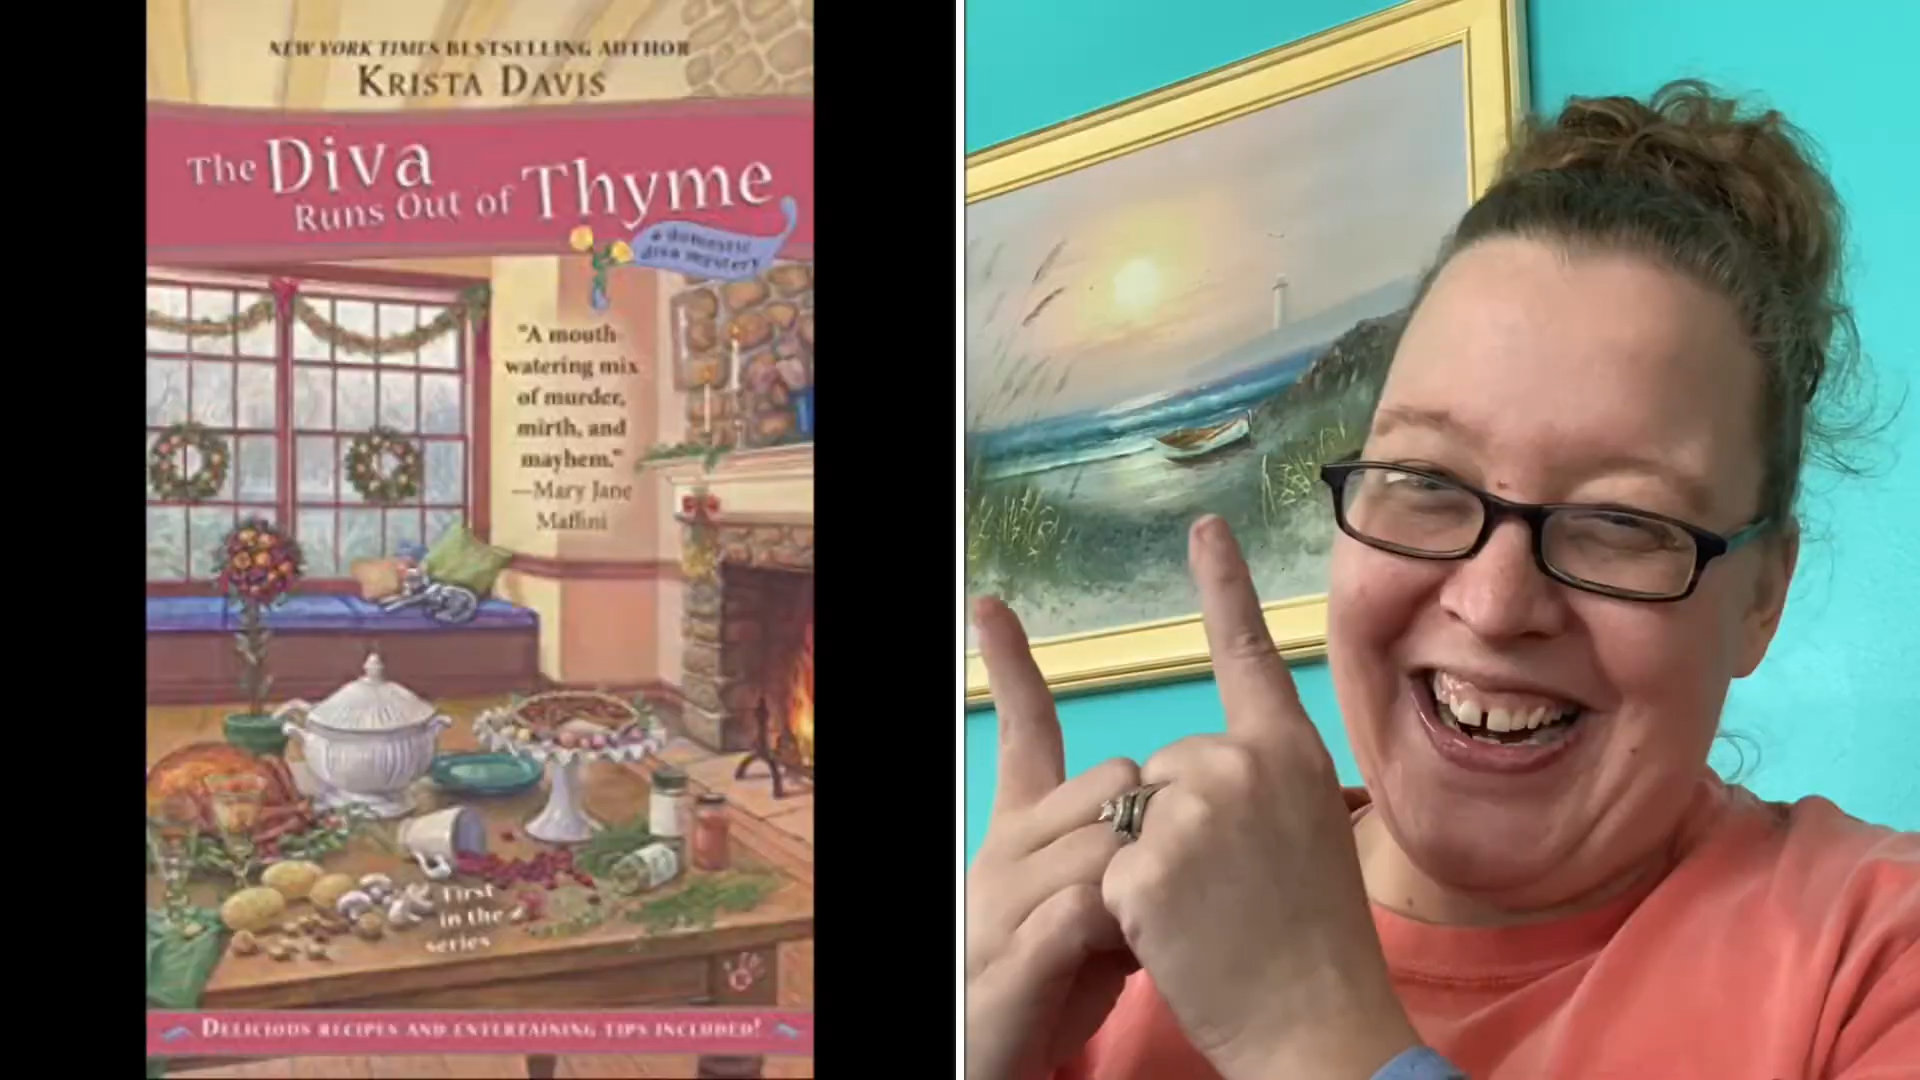 NEW YORK TIMES BESTSELLING AUTHOR
KRISTA DAVIS
The Diva
Runs Out of Thyme
a domestic
diva mystery
"A mouth-
watering mix
of murder,
mirth, and
mayhem."
—Mary Jane
Maffini
First
in the
series
DELICIOUS RECIPES AND ENTERTAINING TIPS INCLUDED!